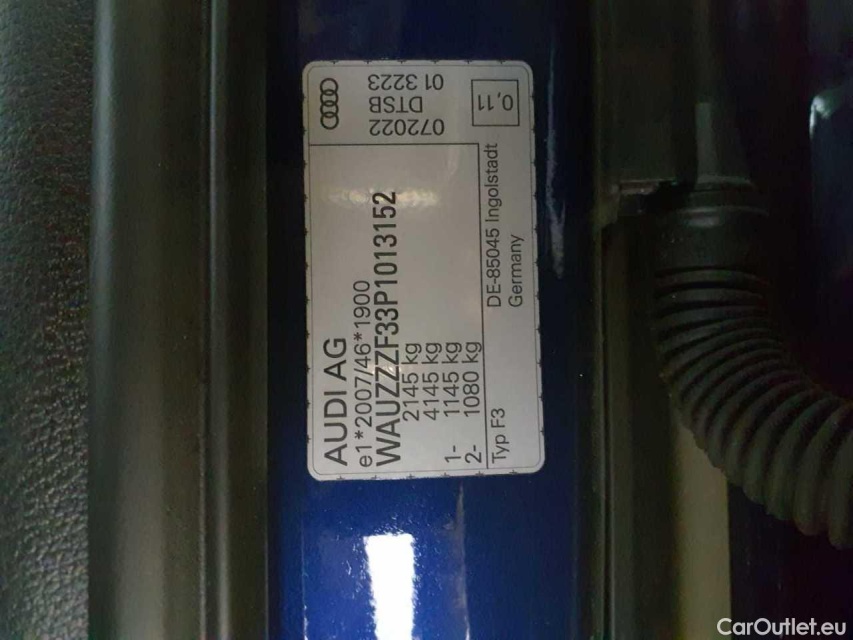 AUDI AG
e1*2007/46*1900
WAUZZZF33P1013152
2145 kg
4145 kg
1- 1145 kg
2- 1080 kg
Typ F3
DE-85045 Ingolstadt
Germany
072022
DTSB
01 3223
0,11
CarOutlet.eu